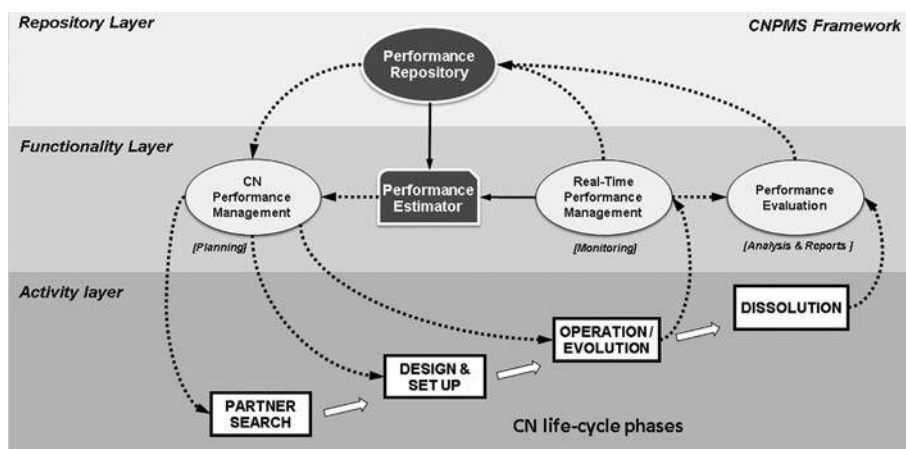 Repository Layer
CNPMS Framework
Performance
Repository
Functionality Layer
CN
Performance
Management
[Planning]
Performance
Estimator
Real-Time
Performance
Management
[Monitoring]
Performance
Evaluation
[Analysis & Reports ]
Activity layer
DISSOLUTION
OPERATION/
EVOLUTION
DESIGN &
SET UP
PARTNER
SEARCH
CN life-cycle phases